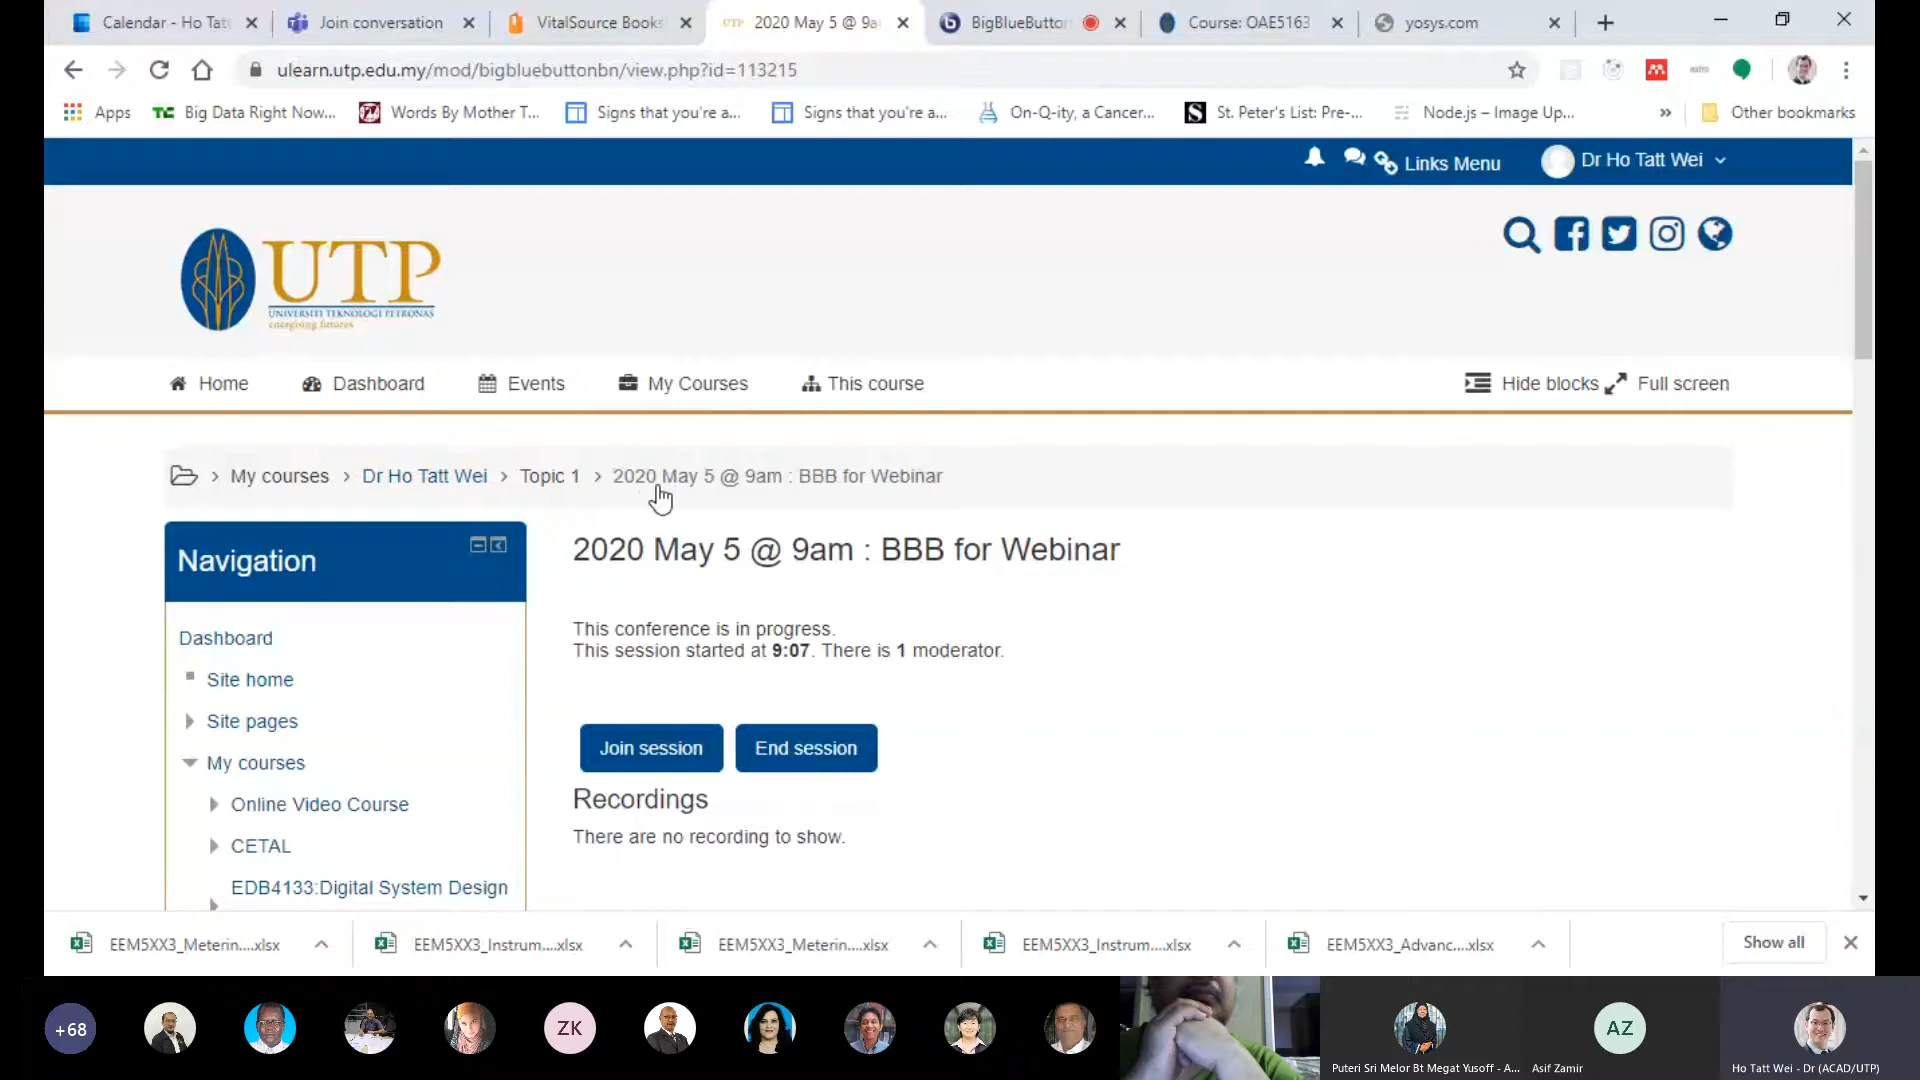 Calendar - Ho Tat
Join conversation
VitalSource Books
2020 May 5 @ 9a
BigBlueButton
Course: OAE5163
yosys.com
ulearn.utp.edu.my/mod/bigbluebuttonbn/view.php?id=113215
Apps
Big Data Right Now...
Words By Mother T...
Signs that you're a...
Signs that you're a...
On-Q-ity, a Cancer...
St. Peter's List: Pre-...
Node.js – Image Up...
»
Other bookmarks
Links Menu
Dr Ho Tatt Wei
UTP
UNIVERSITI TEKNOLOGI PETRONAS
energising futures
Home
Dashboard
Events
My Courses
This course
Hide blocks
Full screen
My courses > Dr Ho Tatt Wei > Topic 1 > 2020 May 5 @ 9am : BBB for Webinar
Navigation
2020 May 5 @ 9am : BBB for Webinar
This conference is in progress.
This session started at 9:07. There is 1 moderator.
Dashboard
Site home
Site pages
My courses
Online Video Course
CETAL
EDB4133:Digital System Design
Join session
End session
Recordings
There are no recording to show.
EEM5XX3_Meterin....xlsx
EEM5XX3_Instrum....xlsx
EEM5XX3_Meterin....xlsx
EEM5XX3_Instrum....xlsx
EEM5XX3_Advanc....xlsx
Show all
+68
ZK
AZ
Puteri Sri Melor Bt Megat Yusoff - A...
Asif Zamir
Ho Tatt Wei - Dr (ACAD/UTP)